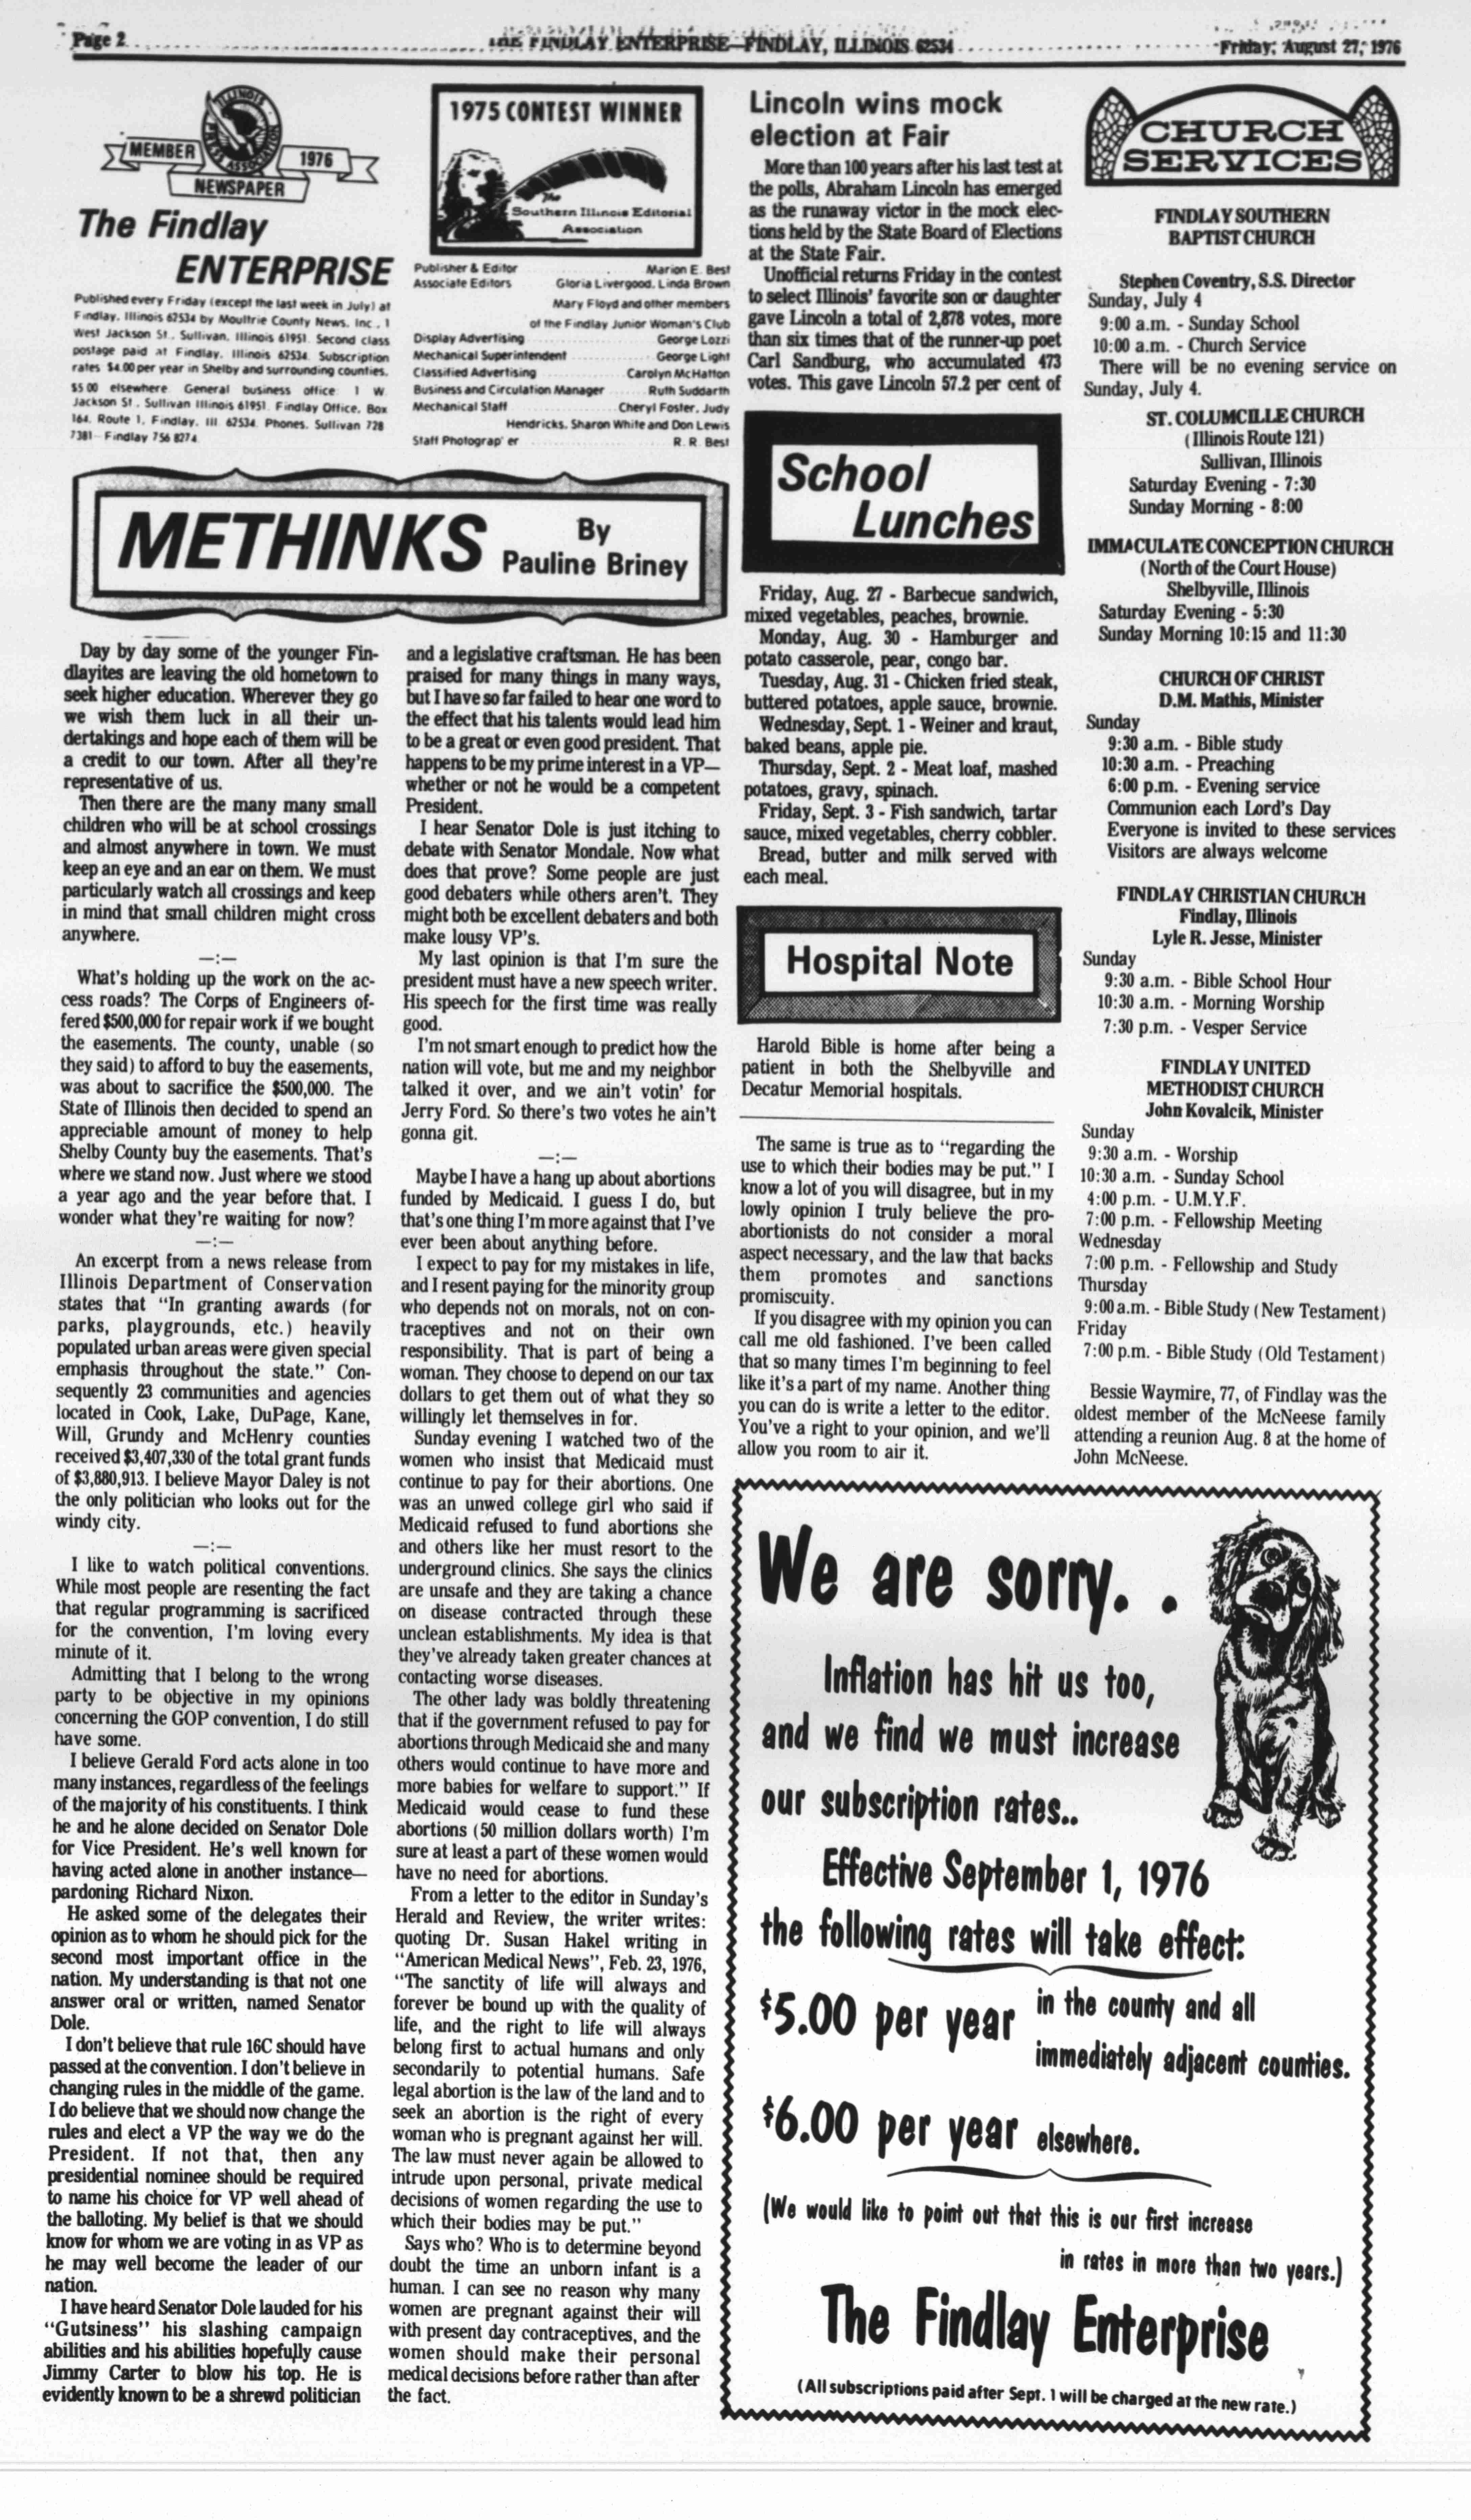 Page 2
THE FINDLAY ENTERPRISE—FINDLAY, ILLINOIS 62534
Friday, August 27, 1976
ILLINOIS
PRESS ASSOCIATION
MEMBER
1976
NEWSPAPER
The Findlay
ENTERPRISE
Published every Friday (except the last week in July) at
Findlay, Illinois 62534 by Moultrie County News, Inc., 1
West Jackson St., Sullivan, Illinois 61951. Second class
postage paid at Findlay, Illinois 62534. Subscription
rates $4.00 per year in Shelby and surrounding counties,
$5.00 elsewhere. General business office: 1 W.
Jackson St., Sullivan Illinois 61951. Findlay Office, Box
164, Route 1, Findlay, Ill. 62534. Phones, Sullivan 728
7381— Findlay 756 8274.
1975 CONTEST WINNER
The
Southern Illinois Editorial
Association
Publisher & Editor Marion E. Best
Associate Editors Gloria Livergood, Linda Brown
Mary Floyd and other members
of the Findlay Junior Woman's Club
Display Advertising George Lozzi
Mechanical Superintendent George Light
Classified Advertising Carolyn McHatton
Business and Circulation Manager Ruth Suddarth
Mechanical Staff Cheryl Foster, Judy
Hendricks, Sharon White and Don Lewis
Staff Photograp er R. R. Best
METHINKS
By
Pauline Briney
Day by day some of the younger Fin-
dlayites are leaving the old hometown to
seek higher education. Wherever they go
we wish them luck in all their un-
dertakings and hope each of them will be
a credit to our town. After all they're
representative of us.
Then there are the many many small
children who will be at school crossings
and almost anywhere in town. We must
keep an eye and an ear on them. We must
particularly watch all crossings and keep
in mind that small children might cross
anywhere.
—:—
What's holding up the work on the ac-
cess roads? The Corps of Engineers of-
fered $500,000 for repair work if we bought
the easements. The county, unable (so
they said) to afford to buy the easements,
was about to sacrifice the $500,000. The
State of Illinois then decided to spend an
appreciable amount of money to help
Shelby County buy the easements. That's
where we stand now. Just where we stood
a year ago and the year before that. I
wonder what they're waiting for now?
—:—
An excerpt from a news release from
Illinois Department of Conservation
states that "In granting awards (for
parks, playgrounds, etc.) heavily
populated urban areas were given special
emphasis throughout the state." Con-
sequently 23 communities and agencies
located in Cook, Lake, DuPage, Kane,
Will, Grundy and McHenry counties
received $3,407,330 of the total grant funds
of $3,880,913. I believe Mayor Daley is not
the only politician who looks out for the
windy city.
—:—
I like to watch political conventions.
While most people are resenting the fact
that regular programming is sacrificed
for the convention, I'm loving every
minute of it.
Admitting that I belong to the wrong
party to be objective in my opinions
concerning the GOP convention, I do still
have some.
I believe Gerald Ford acts alone in too
many instances, regardless of the feelings
of the majority of his constituents. I think
he and he alone decided on Senator Dole
for Vice President. He's well known for
having acted alone in another instance—
pardoning Richard Nixon.
He asked some of the delegates their
opinion as to whom he should pick for the
second most important office in the
nation. My understanding is that not one
answer oral or written, named Senator
Dole.
I don't believe that rule 16C should have
passed at the convention. I don't believe in
changing rules in the middle of the game.
I do believe that we should now change the
rules and elect a VP the way we do the
President. If not that, then any
presidential nominee should be required
to name his choice for VP well ahead of
the balloting. My belief is that we should
know for whom we are voting in as VP as
he may well become the leader of our
nation.
I have heard Senator Dole lauded for his
"Gutsiness" his slashing campaign
abilities and his abilities hopefully cause
Jimmy Carter to blow his top. He is
evidently known to be a shrewd politician
and a legislative craftsman. He has been
praised for many things in many ways,
but I have so far failed to hear one word to
the effect that his talents would lead him
to be a great or even good president. That
happens to be my prime interest in a VP—
whether or not he would be a competent
President.
I hear Senator Dole is just itching to
debate with Senator Mondale. Now what
does that prove? Some people are just
good debaters while others aren't. They
might both be excellent debaters and both
make lousy VP's.
My last opinion is that I'm sure the
president must have a new speech writer.
His speech for the first time was really
good.
I'm not smart enough to predict how the
nation will vote, but me and my neighbor
talked it over, and we ain't votin' for
Jerry Ford. So there's two votes he ain't
gonna git.
—:—
Maybe I have a hang up about abortions
funded by Medicaid. I guess I do, but
that's one thing I'm more against that I've
ever been about anything before.
I expect to pay for my mistakes in life,
and I resent paying for the minority group
who depends not on morals, not on con-
traceptives and not on their own
responsibility. That is part of being a
woman. They choose to depend on our tax
dollars to get them out of what they so
willingly let themselves in for.
Sunday evening I watched two of the
women who insist that Medicaid must
continue to pay for their abortions. One
was an unwed college girl who said if
Medicaid refused to fund abortions she
and others like her must resort to the
underground clinics. She says the clinics
are unsafe and they are taking a chance
on disease contracted through these
unclean establishments. My idea is that
they've already taken greater chances at
contacting worse diseases.
The other lady was boldly threatening
that if the government refused to pay for
abortions through Medicaid she and many
others would continue to have more and
more babies for welfare to support." If
Medicaid would cease to fund these
abortions (50 million dollars worth) I'm
sure at least a part of these women would
have no need for abortions.
From a letter to the editor in Sunday's
Herald and Review, the writer writes:
quoting Dr. Susan Hakel writing in
"American Medical News", Feb. 23, 1976,
"The sanctity of life will always and
forever be bound up with the quality of
life, and the right to life will always
belong first to actual humans and only
secondarily to potential humans. Safe
legal abortion is the law of the land and to
seek an abortion is the right of every
woman who is pregnant against her will.
The law must never again be allowed to
intrude upon personal, private medical
decisions of women regarding the use to
which their bodies may be put."
Says who? Who is to determine beyond
doubt the time an unborn infant is a
human. I can see no reason why many
women are pregnant against their will
with present day contraceptives, and the
women should make their personal
medical decisions before rather than after
the fact.
Lincoln wins mock
election at Fair
More than 100 years after his last test at
the polls, Abraham Lincoln has emerged
as the runaway victor in the mock elec-
tions held by the State Board of Elections
at the State Fair.
Unofficial returns Friday in the contest
to select Illinois' favorite son or daughter
gave Lincoln a total of 2,878 votes, more
than six times that of the runner-up poet
Carl Sandburg, who accumulated 473
votes. This gave Lincoln 57.2 per cent of
School
Lunches
Friday, Aug. 27 - Barbecue sandwich,
mixed vegetables, peaches, brownie.
Monday, Aug. 30 - Hamburger and
potato casserole, pear, congo bar.
Tuesday, Aug. 31 - Chicken fried steak,
buttered potatoes, apple sauce, brownie.
Wednesday, Sept. 1 - Weiner and kraut,
baked beans, apple pie.
Thursday, Sept. 2 - Meat loaf, mashed
potatoes, gravy, spinach.
Friday, Sept. 3 - Fish sandwich, tartar
sauce, mixed vegetables, cherry cobbler.
Bread, butter and milk served with
each meal.
Hospital Note
Harold Bible is home after being a
patient in both the Shelbyville and
Decatur Memorial hospitals.
The same is true as to "regarding the
use to which their bodies may be put." I
know a lot of you will disagree, but in my
lowly opinion I truly believe the pro-
abortionists do not consider a moral
aspect necessary, and the law that backs
them promotes and sanctions
promiscuity.
If you disagree with my opinion you can
call me old fashioned. I've been called
that so many times I'm beginning to feel
like it's a part of my name. Another thing
you can do is write a letter to the editor.
You've a right to your opinion, and we'll
allow you room to air it.
CHURCH
SERVICES
FINDLAY SOUTHERN
BAPTIST CHURCH
Stephen Coventry, S.S. Director
Sunday, July 4
9:00 a.m. - Sunday School
10:00 a.m. - Church Service
There will be no evening service on
Sunday, July 4.
ST. COLUMCILLE CHURCH
(Illinois Route 121)
Sullivan, Illinois
Saturday Evening - 7:30
Sunday Morning - 8:00
IMMACULATE CONCEPTION CHURCH
(North of the Court House)
Shelbyville, Illinois
Saturday Evening - 5:30
Sunday Morning 10:15 and 11:30
CHURCH OF CHRIST
D.M. Mathis, Minister
Sunday
9:30 a.m. - Bible study
10:30 a.m. - Preaching
6:00 p.m. - Evening service
Communion each Lord's Day
Everyone is invited to these services
Visitors are always welcome
FINDLAY CHRISTIAN CHURCH
Findlay, Illinois
Lyle R. Jesse, Minister
Sunday
9:30 a.m. - Bible School Hour
10:30 a.m. - Morning Worship
7:30 p.m. - Vesper Service
FINDLAY UNITED
METHODIST CHURCH
John Kovalcik, Minister
Sunday
9:30 a.m. - Worship
10:30 a.m. - Sunday School
4:00 p.m. - U.M.Y.F.
7:00 p.m. - Fellowship Meeting
Wednesday
7:00 p.m. - Fellowship and Study
Thursday
9:00 a.m. - Bible Study (New Testament)
Friday
7:00 p.m. - Bible Study (Old Testament)
Bessie Waymire, 77, of Findlay was the
oldest member of the McNeese family
attending a reunion Aug. 8 at the home of
John McNeese.
We are sorry. .
Inflation has hit us too,
and we find we must increase
our subscription rates..
Effective September 1, 1976
the following rates will take effect:
$5.00 per year in the county and all
immediately adjacent counties.
$6.00 per year elsewhere.
(We would like to point out that this is our first increase
in rates in more than two years.)
The Findlay Enterprise
(All subscriptions paid after Sept. 1 will be charged at the new rate.)